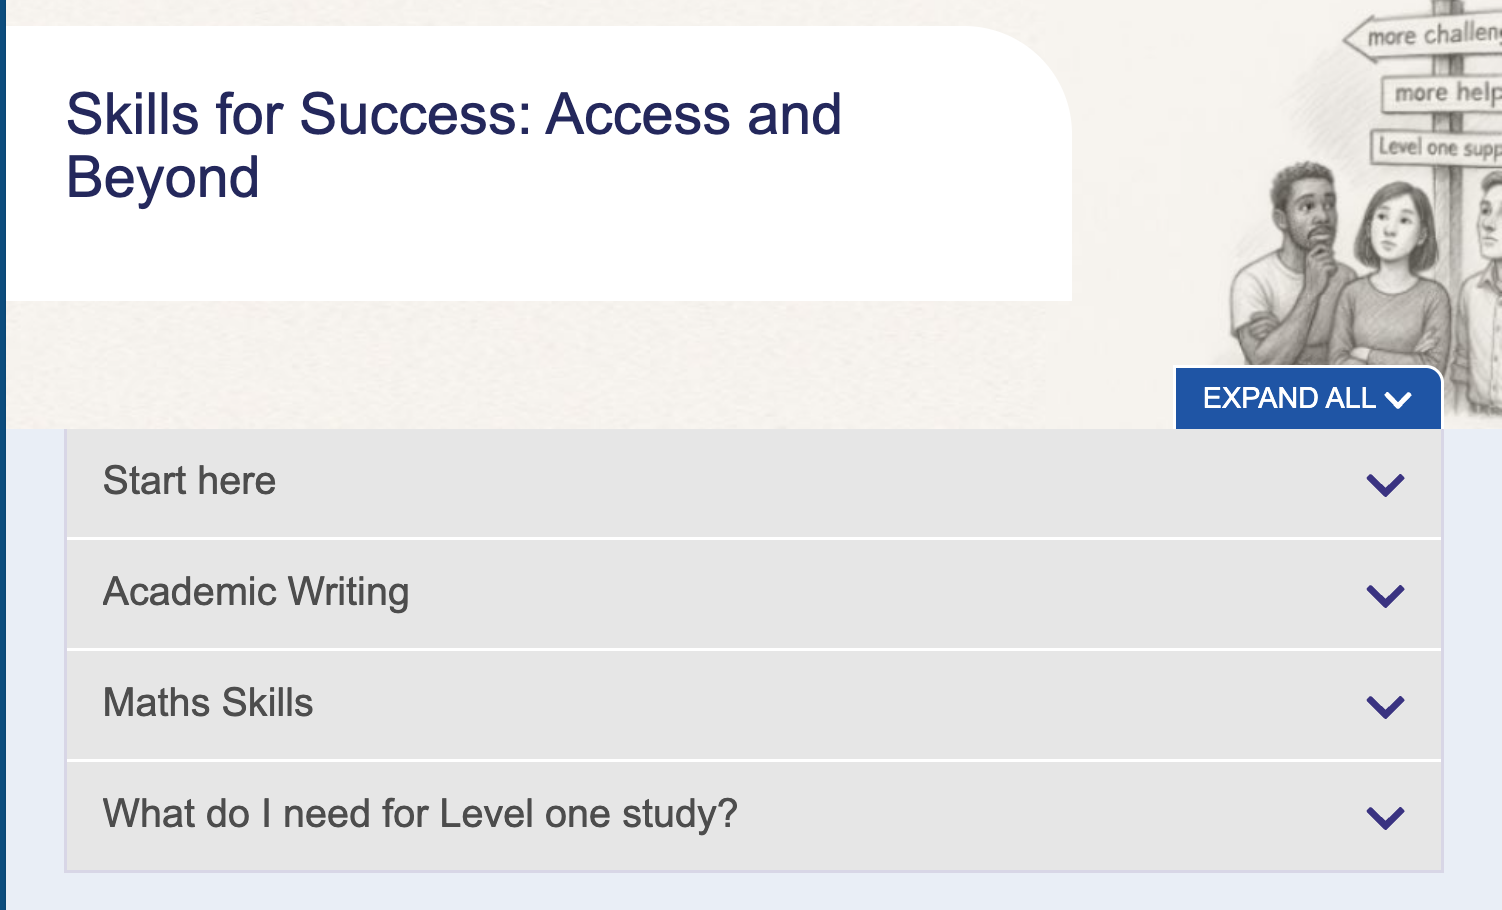 Skills for Success: Access and
Beyond
more
more
Level one
EXPAND ALL
Start here
Academic Writing
Maths Skills
What do I need for Level one study?